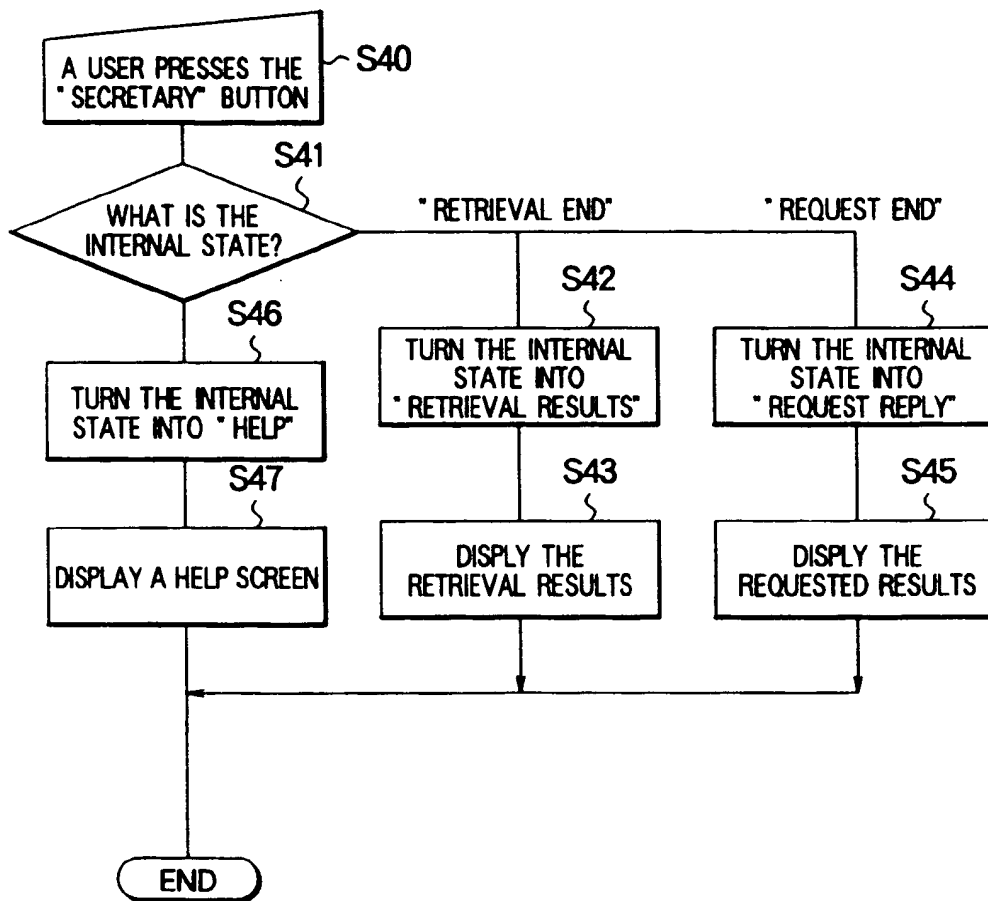 A USER PRESSES THE
"SECRETARY" BUTTON
S40
S41
WHAT IS THE
INTERNAL STATE?
"RETRIEVAL END"
"REQUEST END"
S46
TURN THE INTERNAL
STATE INTO "HELP"
S42
TURN THE INTERNAL
STATE INTO
"RETRIEVAL RESULTS"
S44
TURN THE INTERNAL
STATE INTO
"REQUEST REPLY"
S47
DISPLAY A HELP SCREEN
S43
DISPLY THE
RETRIEVAL RESULTS
S45
DISPLY THE
REQUESTED RESULTS
END